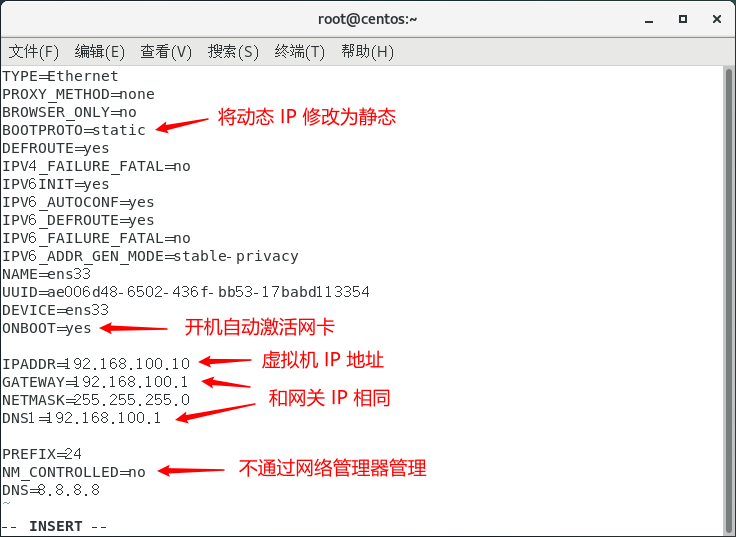 root@centos:~
文件(F) 编辑(E) 查看(V) 搜索(S) 终端(T) 帮助(H)
TYPE=Ethernet
PROXY_METHOD=none
BROWSER_ONLY=no
将动态 IP 修改为静态
BOOTPROTO=static
DEFROUTE=yes
IPV4_FAILURE_FATAL=no
IPV6INIT=yes
IPV6_AUTOCONF=yes
IPV6_DEFROUTE=yes
IPV6_FAILURE_FATAL=no
IPV6_ADDR_GEN_MODE=stable-privacy
NAME=ens33
UUID=ae006d48-6502-436f-bb53-17babd113354
DEVICE=ens33
ONBOOT=yes
开机自动激活网卡
IPADDR=192.168.100.10
虚拟机 IP 地址
GATEWAY=192.168.100.1
NETMASK=255.255.255.0
和网关 IP 相同
DNS1=192.168.100.1
PREFIX=24
NM_CONTROLLED=no
不通过网络管理器管理
DNS=8.8.8.8
~
-- INSERT --